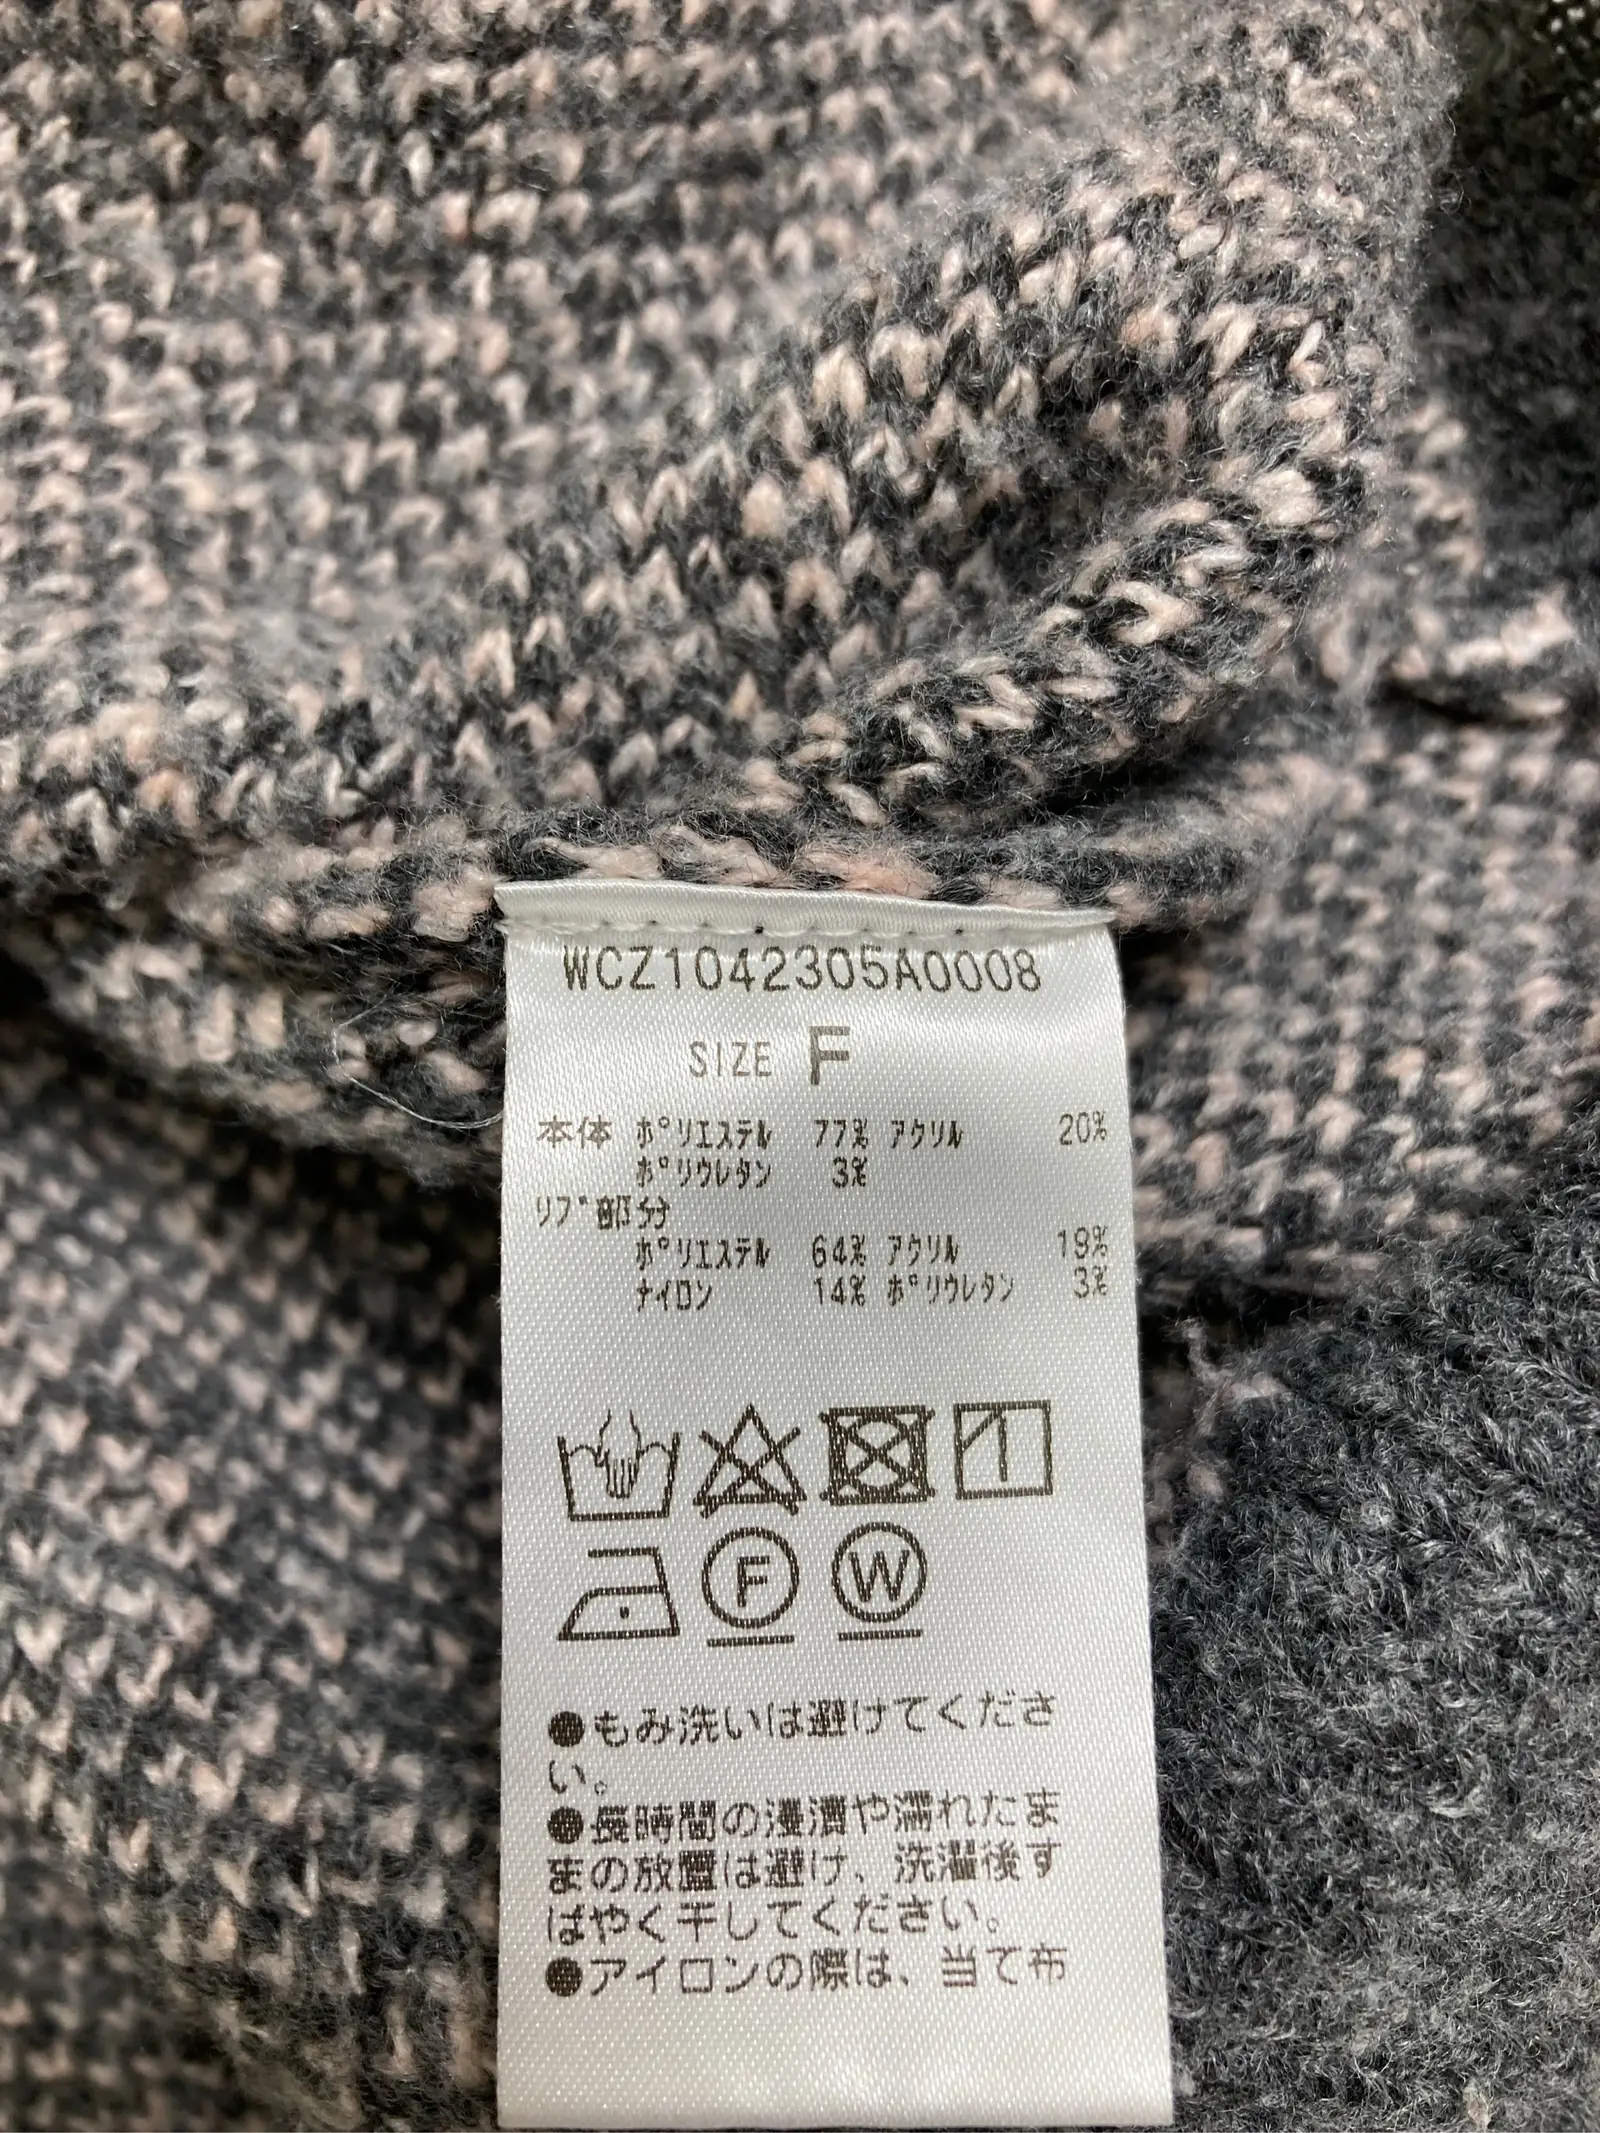 WCZ1042305A0008
SIZE F
本体 ポリエステル 77% アクリル 20%
ポリウレタン 3%
リブ部分
ポリエステル 64% アクリル 19%
ナイロン 14% ポリウレタン 3%
F W
●もみ洗いは避けてくださ
い。
●長時間の浸漬や濡れたま
まの放置は避け、洗濯後す
ばやく干してください。
●アイロンの際は、当て布